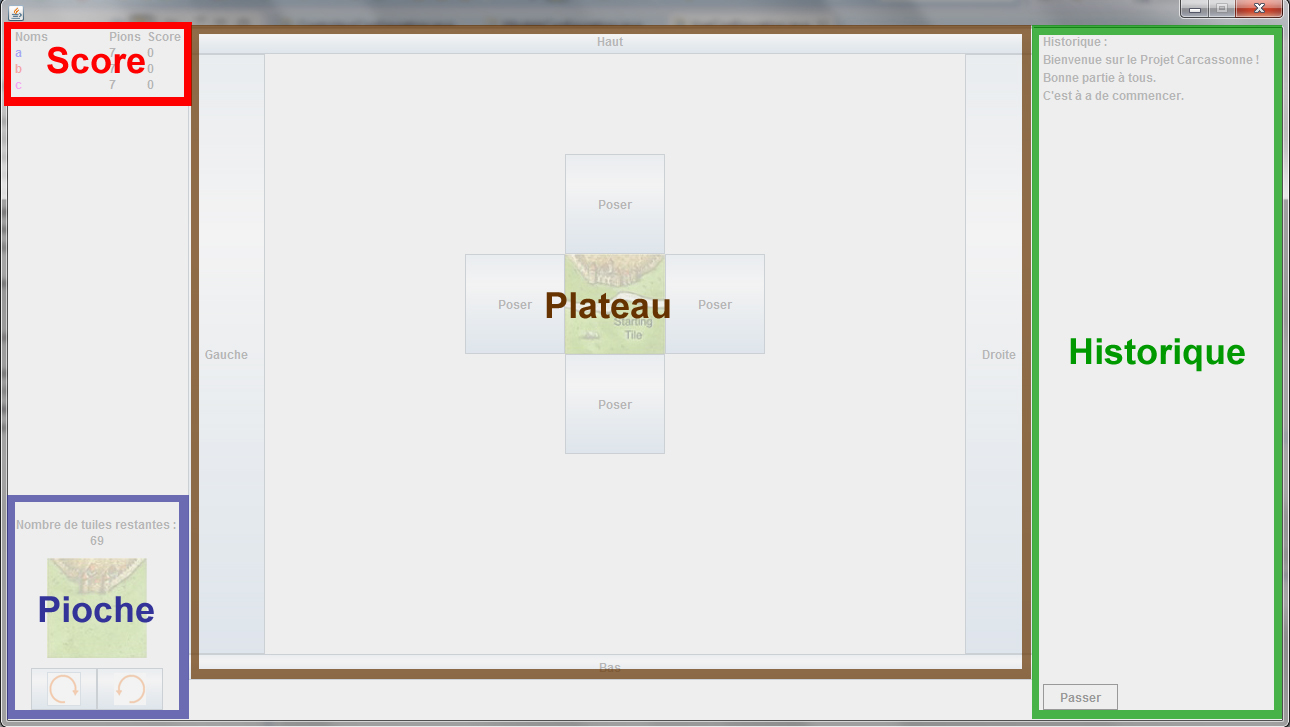 Noms Pions Score
a 7 0
b 7 0
c 7 0
Score
Haut
Poser
Poser
Plateau
Poser
Starting
Tile
Gauche
Droite
Poser
Bas
Nombre de tuiles restantes :
69
Pioche
Historique :
Bienvenue sur le Projet Carcassonne !
Bonne partie à tous.
C'est à a de commencer.
Historique
Passer